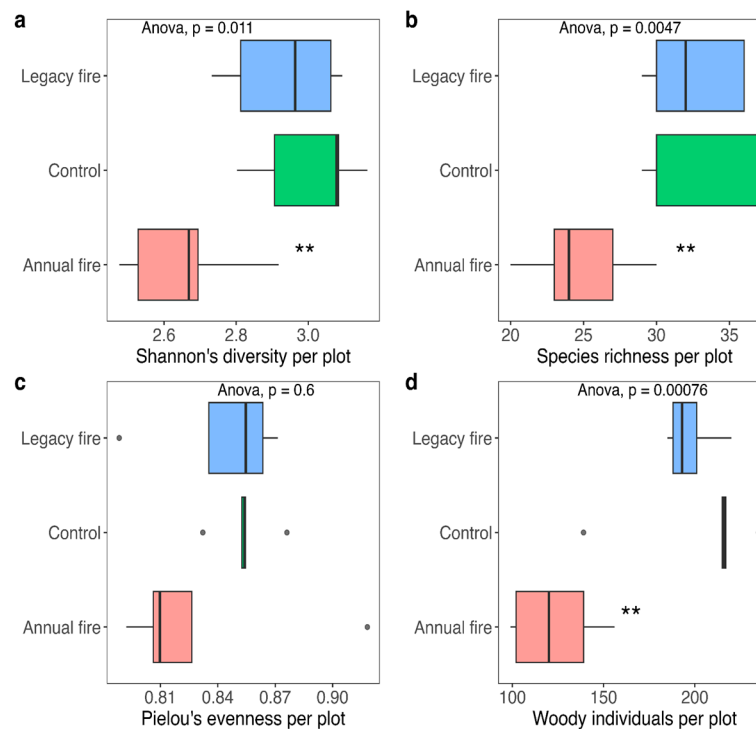 a
Anova, p = 0.011
Legacy fire
Control
Annual fire
**
2.6 2.8 3.0
Shannon's diversity per plot
b
Anova, p = 0.0047
Legacy fire
Control
Annual fire
**
20 25 30 35
Species richness per plot
c
Anova, p = 0.6
Legacy fire
Control
Annual fire
0.81 0.84 0.87 0.90
Pielou's evenness per plot
d
Anova, p = 0.00076
Legacy fire
Control
Annual fire
**
100 150 200
Woody individuals per plot